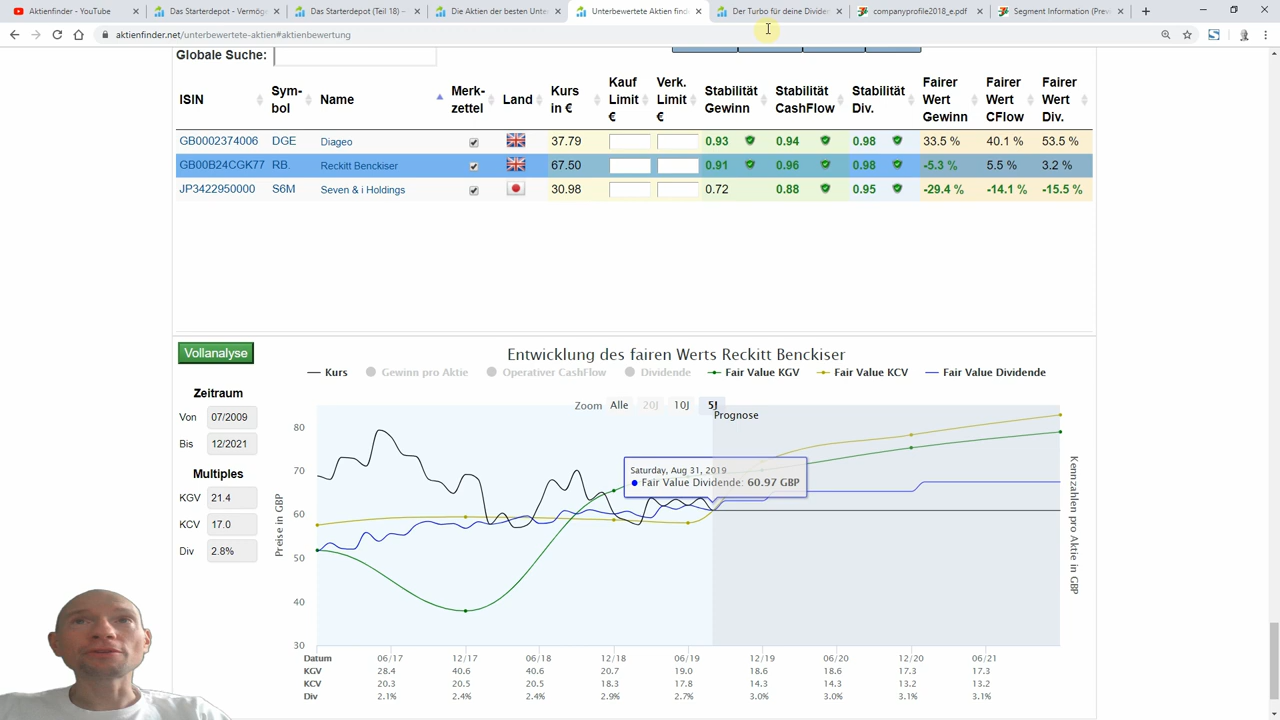 Aktienfinder - YouTube
Das Starterdepot - Vermög
Das Starterdepot (Teil 18) –
Die Aktien der besten Unte
Unterbewertete Aktien find
Der Turbo für deine Divider
companyprofile2018_e.pdf
Segment Information (Prev
aktienfinder.net/unterbewertete-aktien#aktienbewertung
Globale Suche:
ISIN Sym-bol Name Merk-zettel Land Kurs in € Kauf Limit € Verk. Limit € Stabilität Gewinn Stabilität CashFlow Stabilität Div. Fairer Wert Gewinn Fairer Wert CFlow Fairer Wert Div.
GB0002374006 DGE Diageo 37.79 0.93 0.94 0.98 33.5 % 40.1 % 53.5 %
GB00B24CGK77 RB. Reckitt Benckiser 67.50 0.91 0.96 0.98 -5.3 % 5.5 % 3.2 %
JP3422950000 S6M Seven & i Holdings 30.98 0.72 0.88 0.95 -29.4 % -14.1 % -15.5 %
Vollanalyse
Entwicklung des fairen Werts Reckitt Benckiser
Kurs Gewinn pro Aktie Operativer CashFlow Dividende Fair Value KGV Fair Value KCV Fair Value Dividende
Zeitraum
Von 07/2009
Bis 12/2021
Multiples
KGV 21.4
KCV 17.0
Div 2.8%
Zoom Alle 20J 10J 5J
Prognose
80
70
60
50
40
30
Preise in GBP
Saturday, Aug 31, 2019
Fair Value Dividende: 60.97 GBP
Kennzahlen pro Aktie in GBP
Datum 06/17 12/17 06/18 12/18 06/19 12/19 06/20 12/20 06/21
KGV 28.4 40.6 40.6 20.7 19.0 18.6 18.6 17.3 17.3
KCV 20.3 20.5 20.5 18.3 17.8 14.3 14.3 13.2 13.2
Div 2.1% 2.4% 2.4% 2.9% 2.7% 3.0% 3.0% 3.1% 3.1%